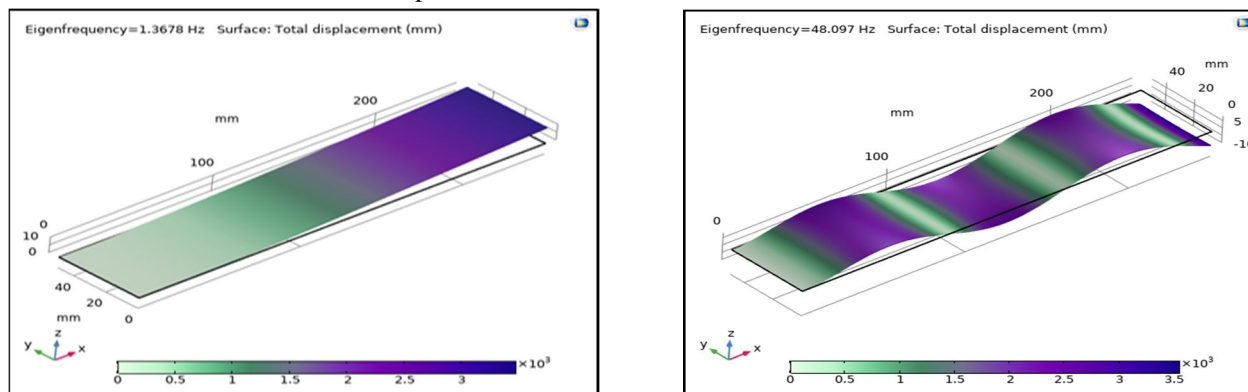 Eigenfrequency=1.3678 Hz Surface: Total displacement (mm)
200
mm
100
0
10
0
40
20
mm
0
y z x
0 0.5 1 1.5 2 2.5 3 ×10³
Eigenfrequency=48.097 Hz Surface: Total displacement (mm)
mm
40
20
0
5
200
mm
100
0
y z x
0 0.5 1 1.5 2 2.5 3 3.5 ×10³